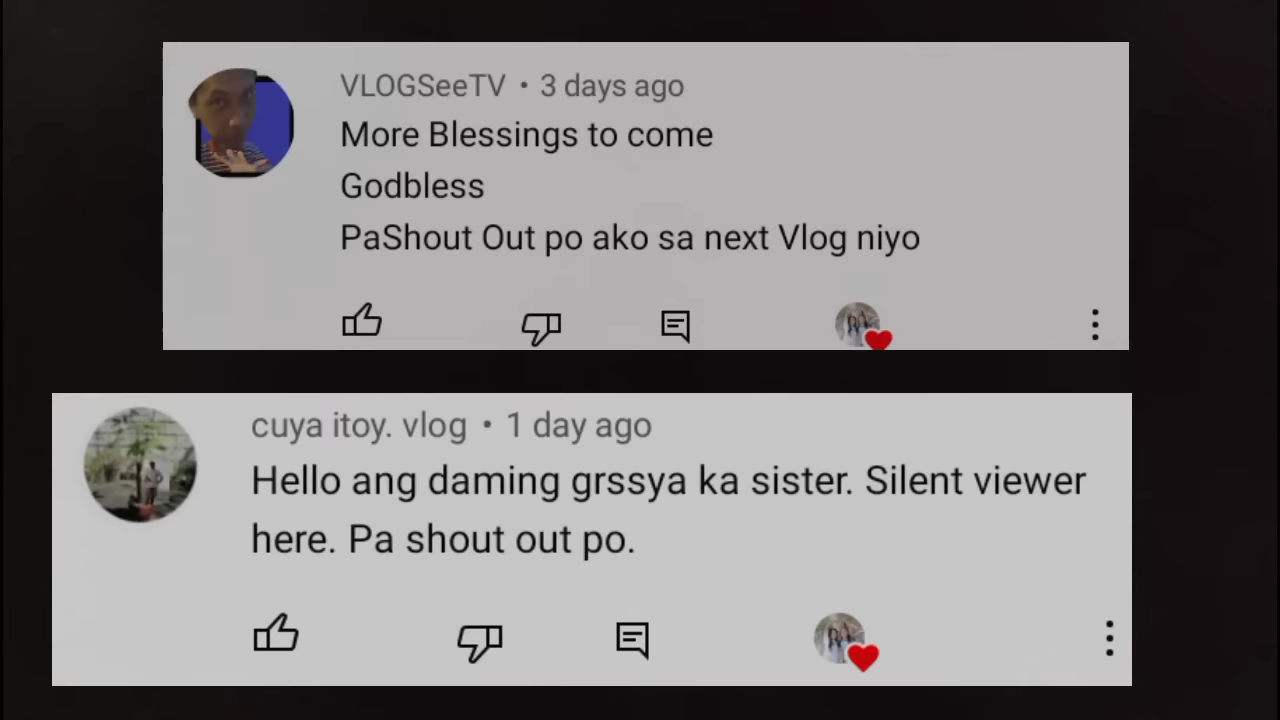 VLOGSeeTV • 3 days ago
More Blessings to come
Godbless
PaShout Out po ako sa next Vlog niyo
cuya itoy. vlog • 1 day ago
Hello ang daming grssya ka sister. Silent viewer
here. Pa shout out po.